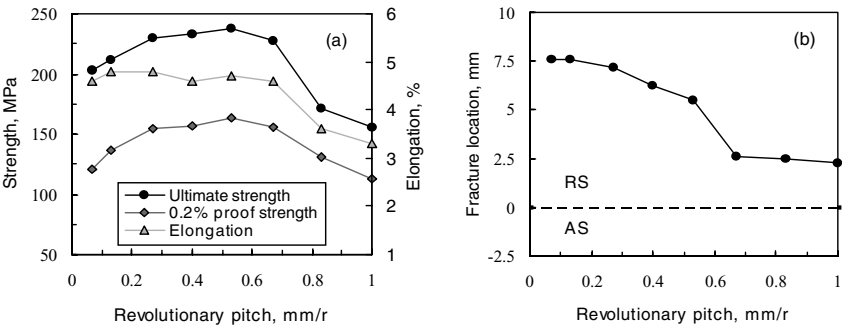 (a)
Strength, MPa
250
200
150
100
50
6
5
4
3
2
1
Elongation, %
Ultimate strength
0.2% proof strength
Elongation
0 0.2 0.4 0.6 0.8 1
Revolutionary pitch, mm/r
(b)
Fracture location, mm
10
7.5
5
2.5
0
-2.5
RS
AS
0 0.2 0.4 0.6 0.8 1
Revolutionary pitch, mm/r